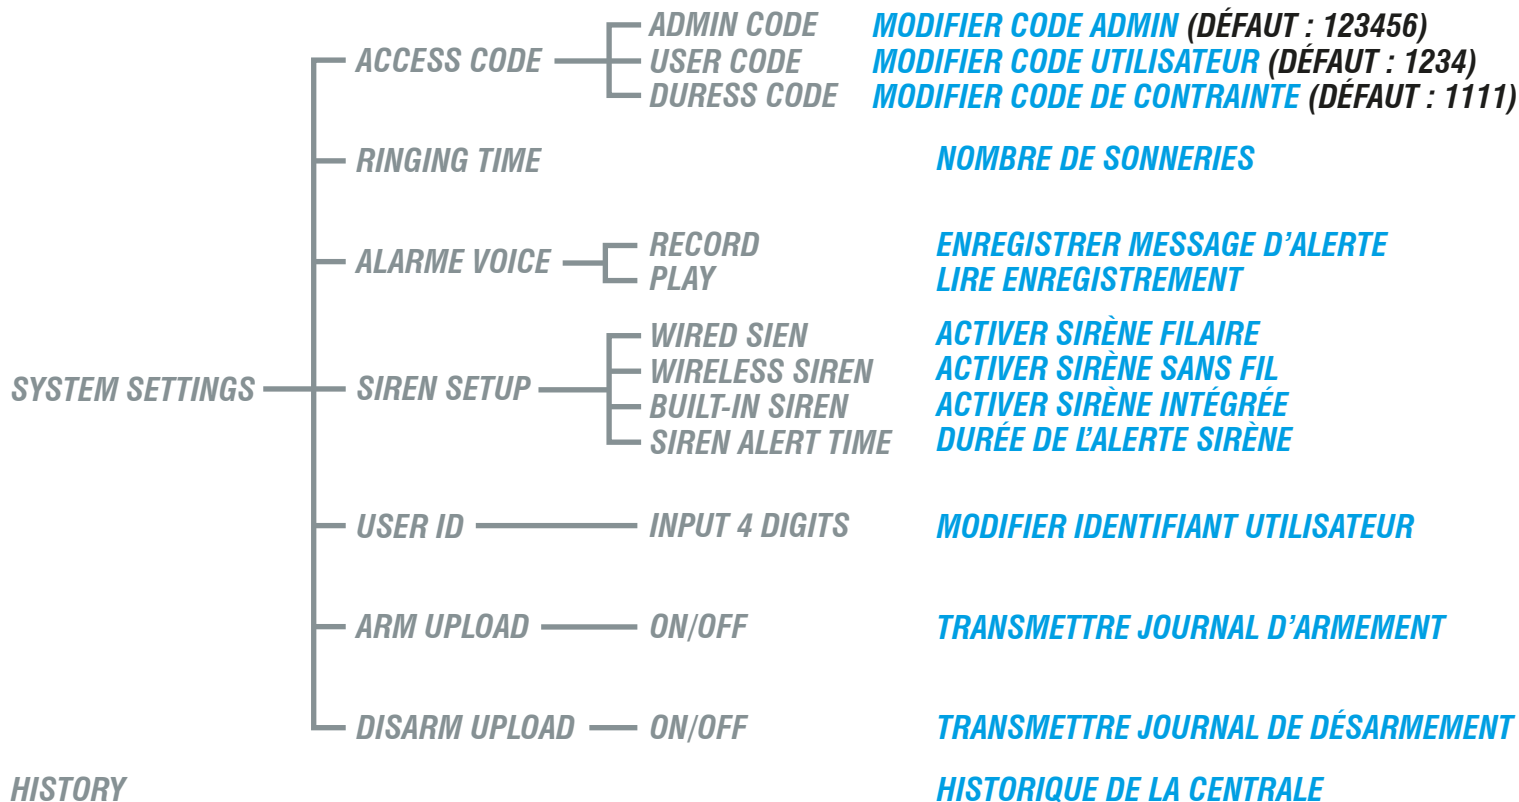 ADMIN CODE MODIFIER CODE ADMIN (DÉFAUT : 123456)
ACCESS CODE USER CODE MODIFIER CODE UTILISATEUR (DÉFAUT : 1234)
DURESS CODE MODIFIER CODE DE CONTRAINTE (DÉFAUT : 1111)
RINGING TIME NOMBRE DE SONNERIES
RECORD ENREGISTRER MESSAGE D'ALERTE
ALARME VOICE
PLAY LIRE ENREGISTREMENT
WIRED SIEN ACTIVER SIRÈNE FILAIRE
WIRELESS SIREN ACTIVER SIRÈNE SANS FIL
SYSTEM SETTINGS SIREN SETUP
BUILT-IN SIREN ACTIVER SIRÈNE INTÉGRÉE
SIREN ALERT TIME DURÉE DE L'ALERTE SIRÈNE
USER ID INPUT 4 DIGITS MODIFIER IDENTIFIANT UTILISATEUR
ARM UPLOAD ON/OFF TRANSMETTRE JOURNAL D'ARMEMENT
DISARM UPLOAD ON/OFF TRANSMETTRE JOURNAL DE DÉSARMEMENT
HISTORY HISTORIQUE DE LA CENTRALE